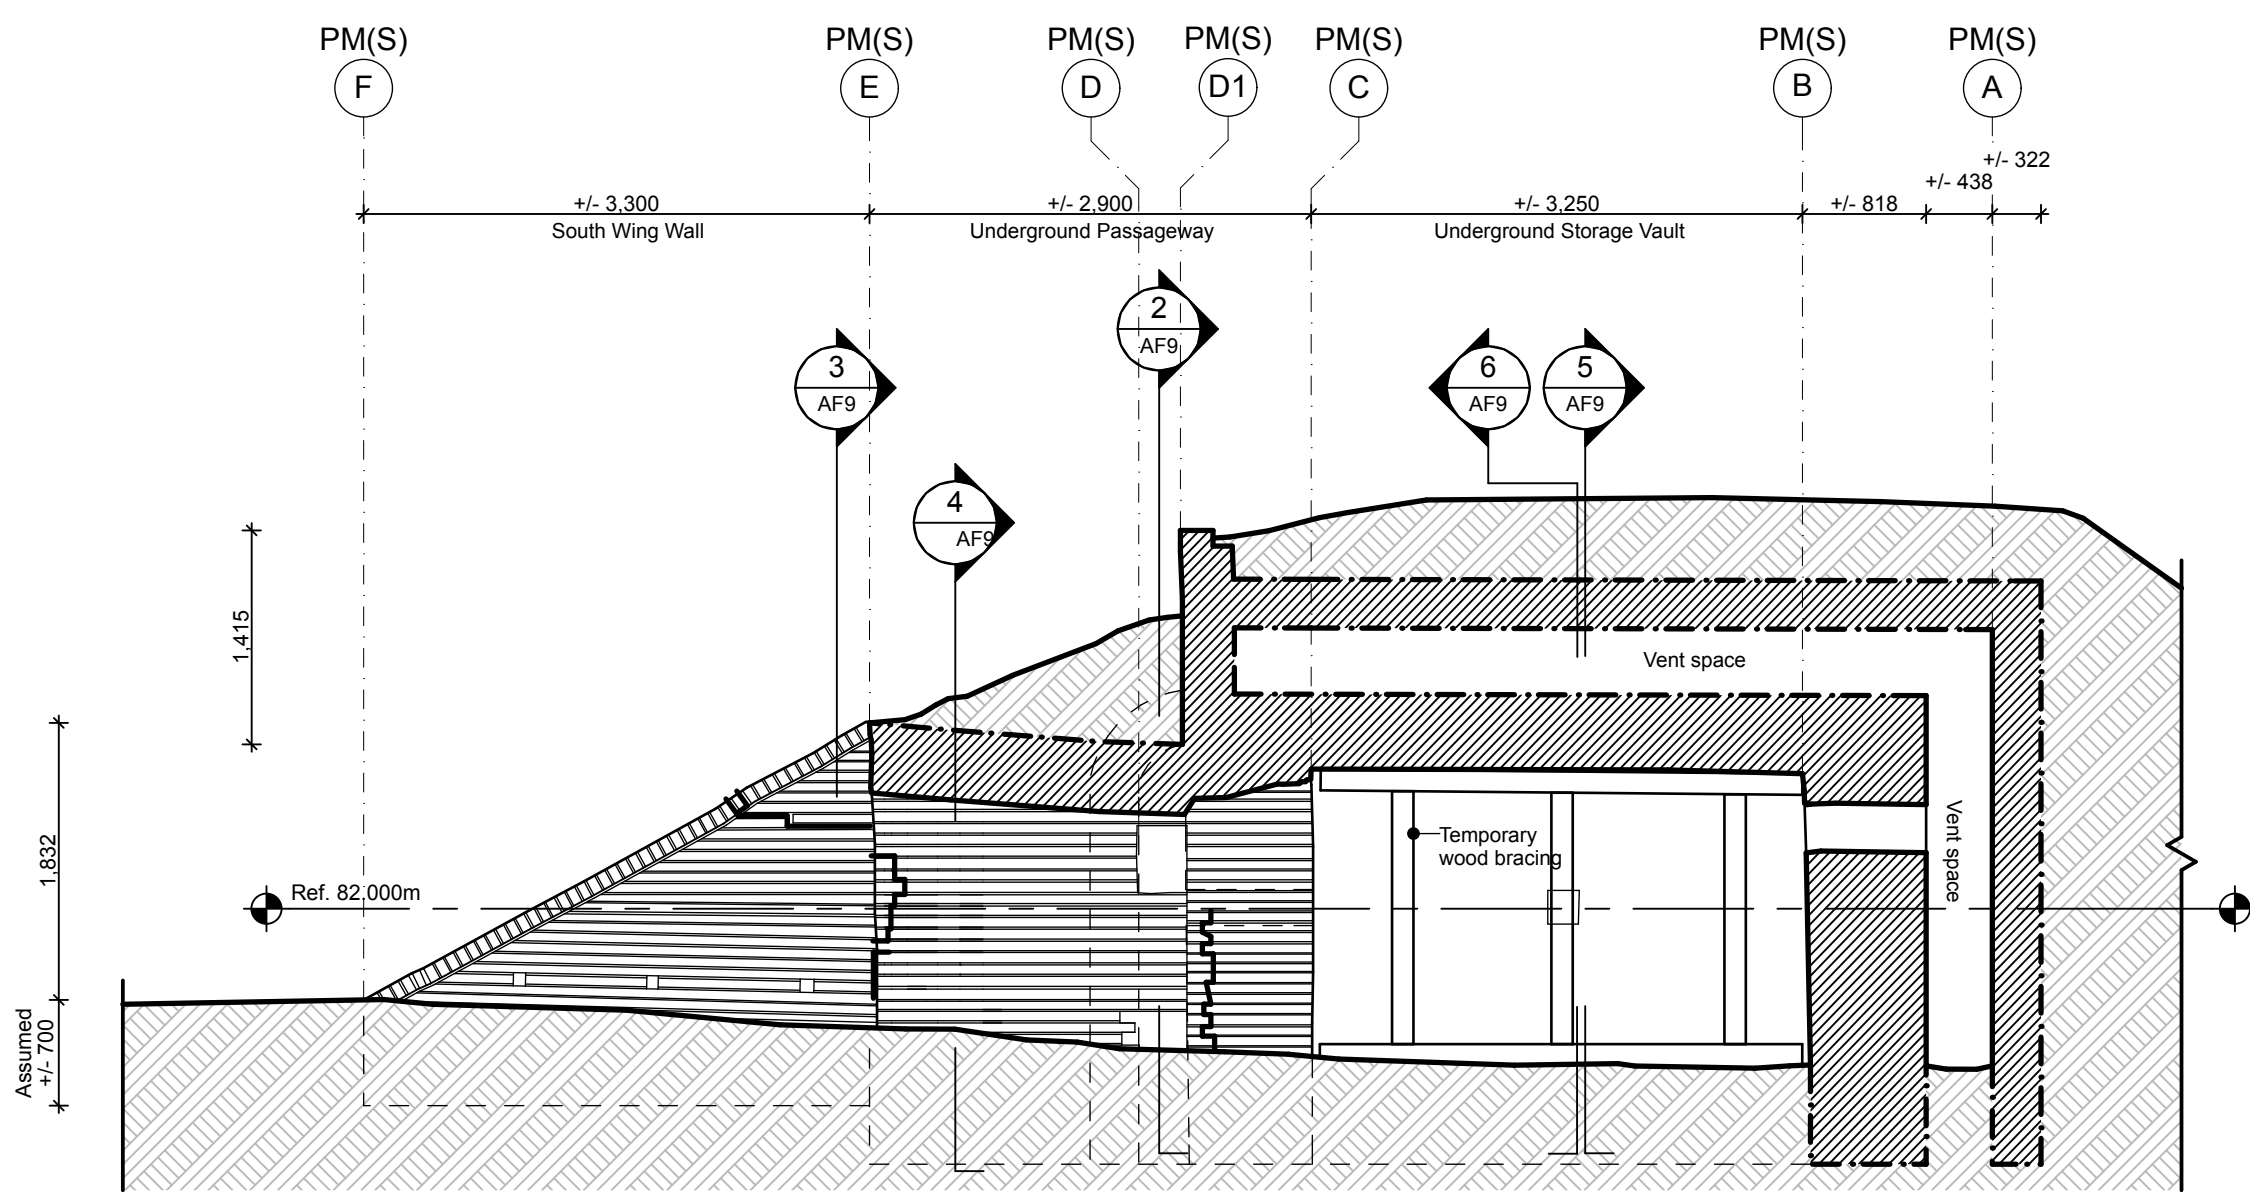 PM(S)
F
PM(S)
E
PM(S)
D
PM(S)
D1
PM(S)
C
PM(S)
B
PM(S)
A
+/- 3,300
South Wing Wall
+/- 2,900
Underground Passageway
+/- 3,250
Underground Storage Vault
+/- 818
+/- 438
+/- 322
3
AF9
4
AF9
2
AF9
6
AF9
5
AF9
1,415
1,832
Assumed
+/- 700
Ref. 82.000m
Vent space
Vent space
Temporary
wood bracing